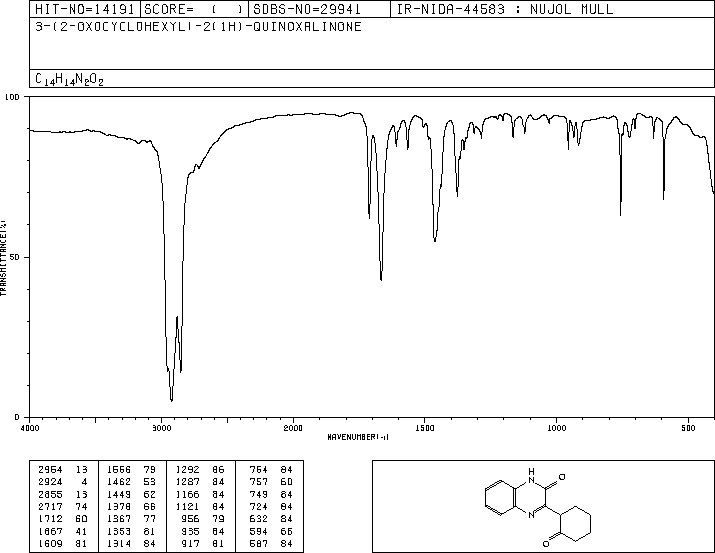 HIT-NO=14191 SCORE= ( ) SDBS-NO=29941 IR-NIDA-44583 : NUJOL MULL
3-(2-OXOCYCLOHEXYL)-2(1H)-QUINOXALINONE
C14H14N2O2
100
50
0
TRANSMITTANCE(%)
4000 3000 2000 1500 1000 500
WAVENUMBER(-1)
2954 13 1566 79 1292 86 764 84
2924 4 1462 53 1287 84 757 60
2855 13 1449 62 1166 84 749 84
2717 74 1378 66 1121 84 724 84
1712 60 1367 77 956 79 632 84
1667 41 1353 81 935 84 594 66
1609 81 1314 84 917 81 587 84
H
N
O
N
O